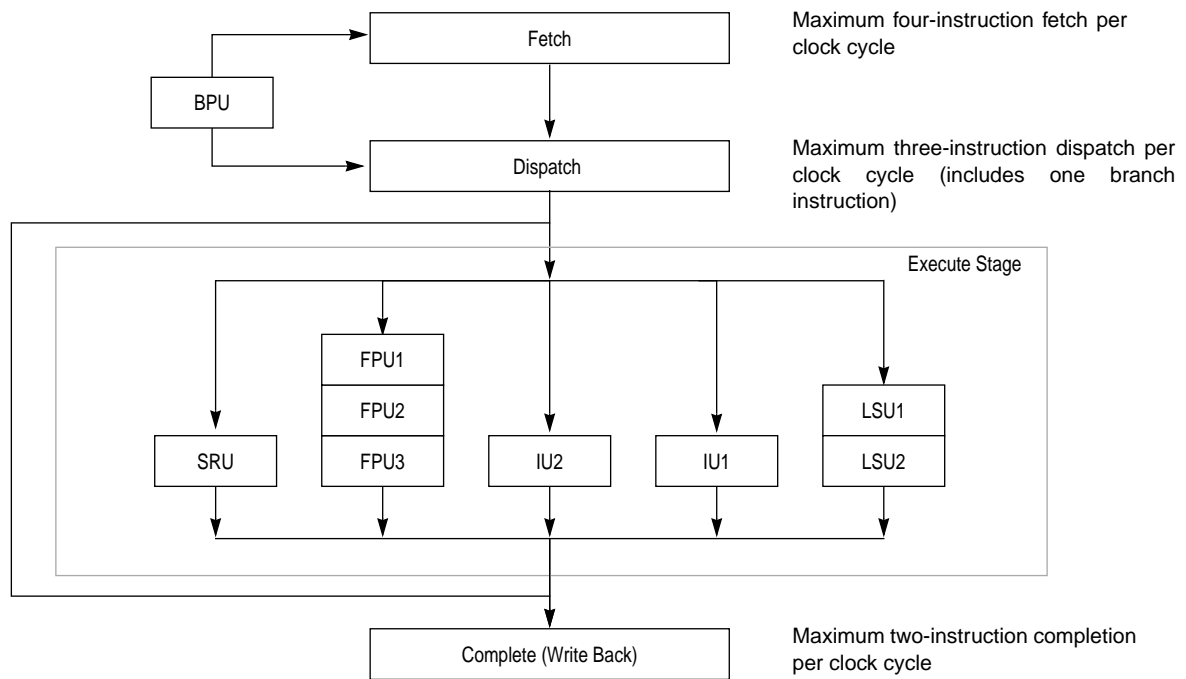 Fetch
Maximum four-instruction fetch per
clock cycle
BPU
Dispatch
Maximum three-instruction dispatch per
clock cycle (includes one branch
instruction)
Execute Stage
FPU1
FPU2
LSU1
SRU
FPU3
IU2
IU1
LSU2
Complete (Write Back)
Maximum two-instruction completion
per clock cycle